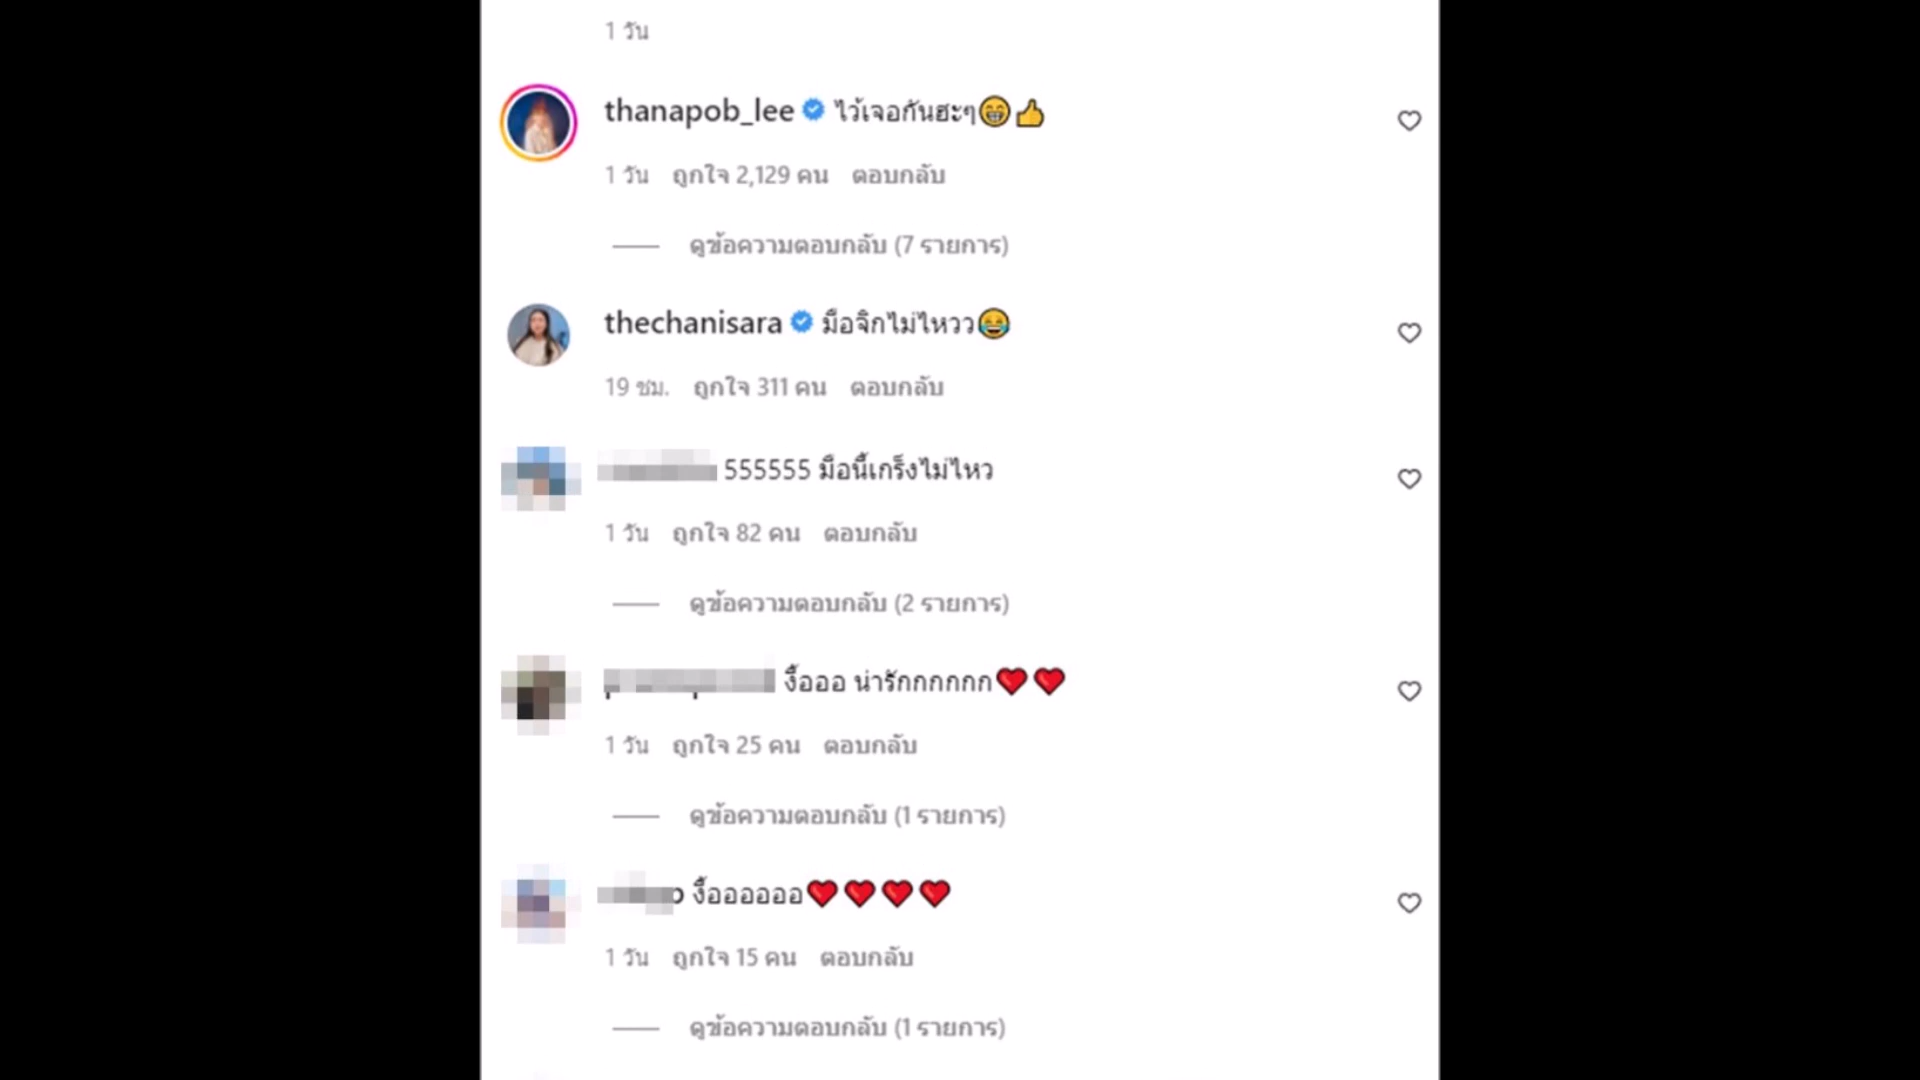 1 วัน
thanapob_lee ไว้เจอกันฮะๆ😁👍
1 วัน ถูกใจ 2,129 คน ตอบกลับ
ดูข้อความตอบกลับ (7 รายการ)
thechanisara มือจิกไม่ไหวว😂
19 ชม. ถูกใจ 311 คน ตอบกลับ
555555 มือนี้เกร็งไม่ไหว
1 วัน ถูกใจ 82 คน ตอบกลับ
ดูข้อความตอบกลับ (2 รายการ)
งื้อออ น่ารักกกกกก❤️❤️
1 วัน ถูกใจ 25 คน ตอบกลับ
ดูข้อความตอบกลับ (1 รายการ)
งื้ออออออ❤️❤️❤️❤️
1 วัน ถูกใจ 15 คน ตอบกลับ
ดูข้อความตอบกลับ (1 รายการ)